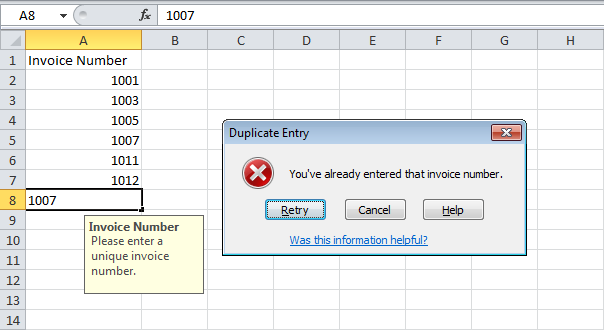 A8 fx 1007
A B C D E F G H
1 Invoice Number
2 1001
3 1003
4 1005
5 1007
6 1011
7 1012
8 1007
9
10
11
12
13
14
Invoice Number
Please enter a
unique invoice
number.
Duplicate Entry
You've already entered that invoice number.
Retry Cancel Help
Was this information helpful?